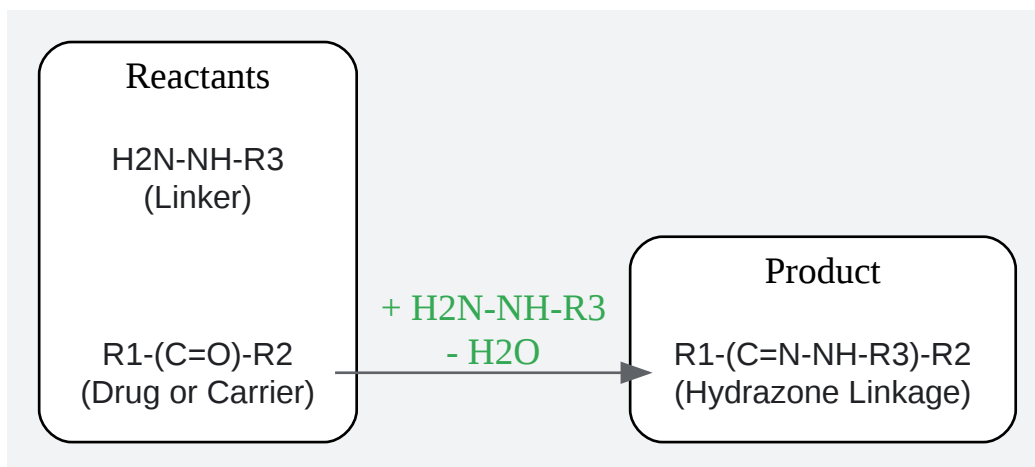 Reactants
H2N-NH-R3
(Linker)
R1-(C=O)-R2
(Drug or Carrier)
+ H2N-NH-R3
- H2O
Product
R1-(C=N-NH-R3)-R2
(Hydrazone Linkage)